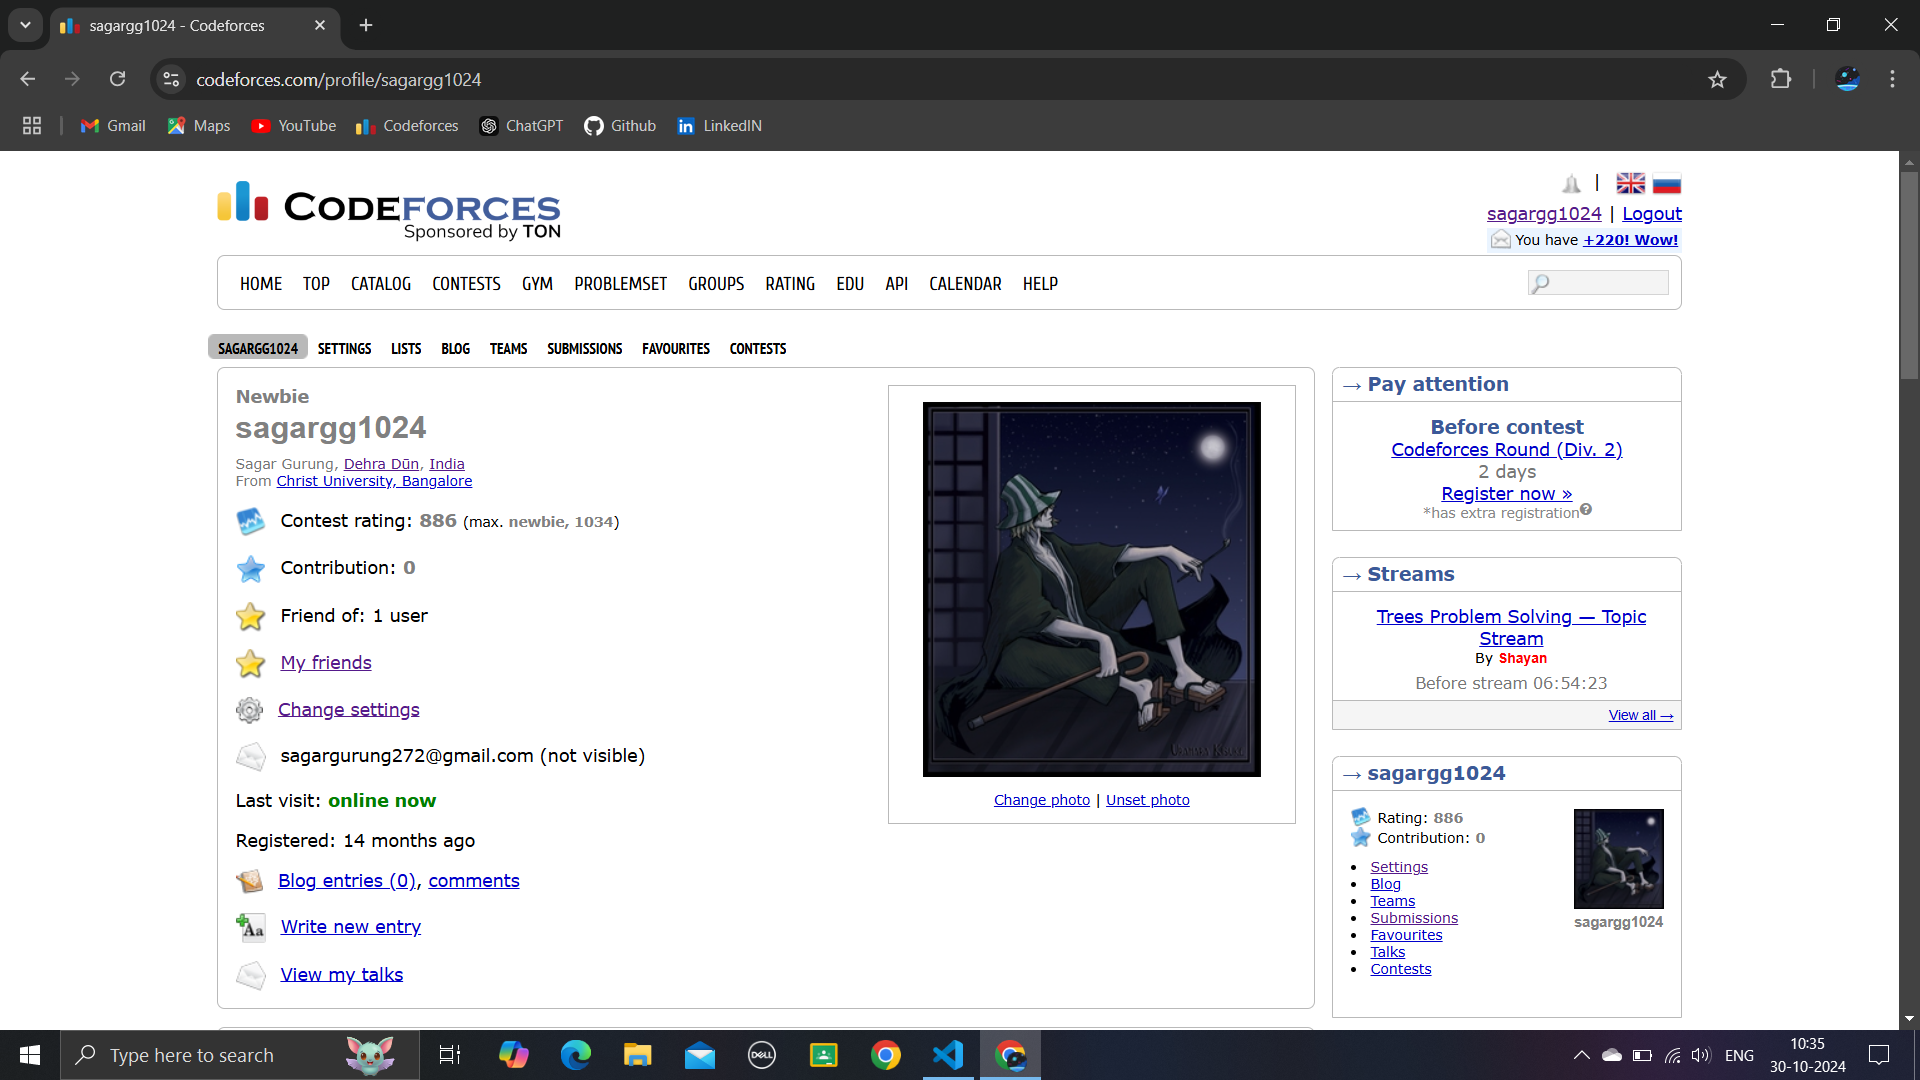 sagargg1024 - Codeforces
codeforces.com/profile/sagargg1024
Gmail
Maps
YouTube
Codeforces
ChatGPT
Github
LinkedIN
CODEFORCES
Sponsored by TON
|
sagargg1024 | Logout
You have +220! Wow!
HOME TOP CATALOG CONTESTS GYM PROBLEMSET GROUPS RATING EDU API CALENDAR HELP
SAGARGG1024 SETTINGS LISTS BLOG TEAMS SUBMISSIONS FAVOURITES CONTESTS
Newbie
sagargg1024
Sagar Gurung, Dehra Dūn, India
From Christ University, Bangalore
Contest rating: 886 (max. newbie, 1034)
Contribution: 0
Friend of: 1 user
My friends
Change settings
sagargurung272@gmail.com (not visible)
Last visit: online now
Registered: 14 months ago
Blog entries (0), comments
Write new entry
View my talks
Change photo | Unset photo
→ Pay attention
Before contest
Codeforces Round (Div. 2)
2 days
Register now »
*has extra registration?
→ Streams
Trees Problem Solving — Topic
Stream
By Shayan
Before stream 06:54:23
View all →
→ sagargg1024
Rating: 886
Contribution: 0
• Settings
• Blog
• Teams
• Submissions
• Favourites
• Talks
• Contests
sagargg1024
Type here to search
DELL
ENG
10:35
30-10-2024